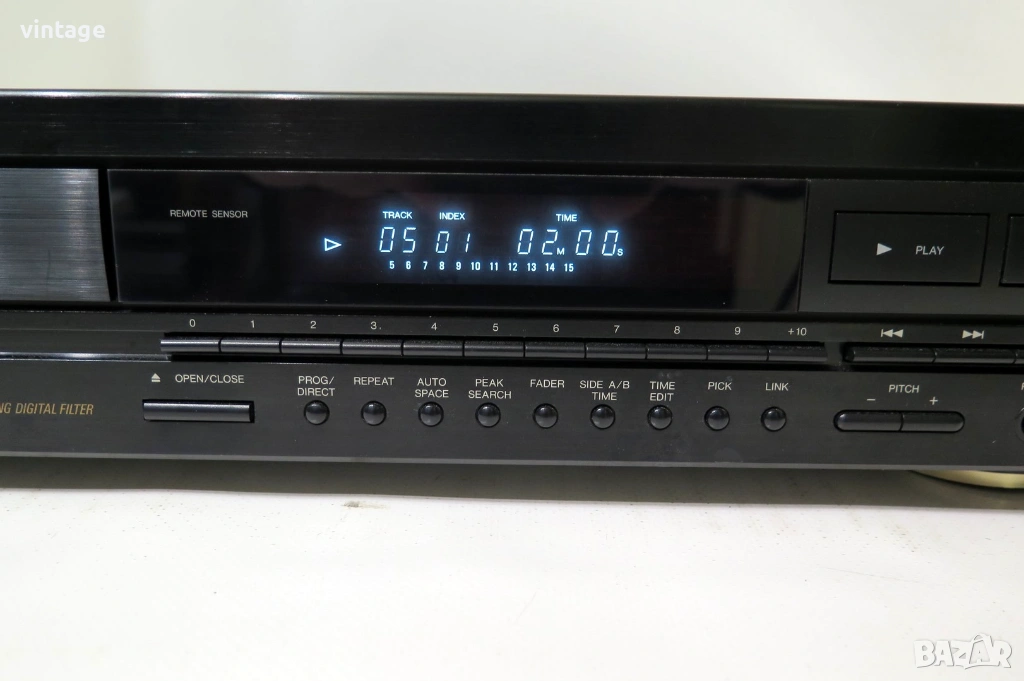 vintage
REMOTE SENSOR
TRACK INDEX TIME
05 01 02M 00S
5 6 7 8 9 10 11 12 13 14 15
PLAY
0 1 2 3 4 5 6 7 8 9 +10
OPEN/CLOSE
PROG/
DIRECT
REPEAT
AUTO
SPACE
PEAK
SEARCH
FADER
SIDE A/B
TIME
TIME
EDIT
PICK
LINK
PITCH
− +
DIGITAL FILTER
BAZAR